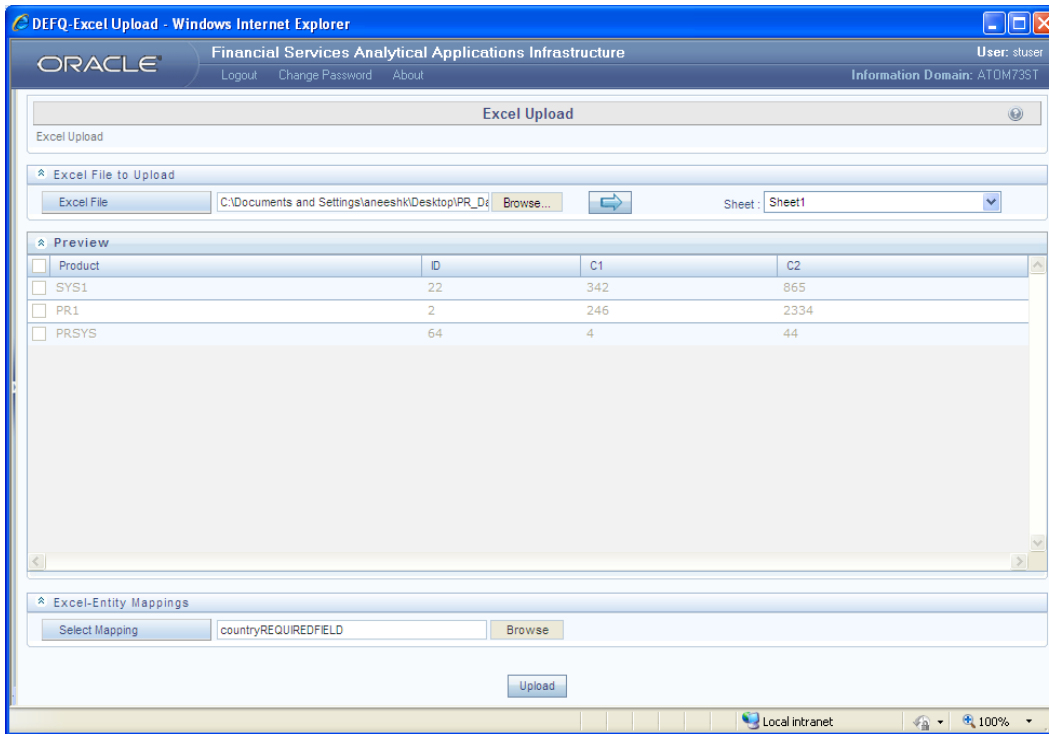 DEFQ-Excel Upload - Windows Internet Explorer
ORACLE
Financial Services Analytical Applications Infrastructure
User: stuser
Logout Change Password About
Information Domain: ATOM73ST
Excel Upload
Excel Upload
Excel File to Upload
Excel File C:\Documents and Settings\aneeshk\Desktop\PR_Da Browse... Sheet : Sheet1
Preview
Product ID C1 C2
SYS1 22 342 865
PR1 2 246 2334
PRSYS 64 4 44
Excel-Entity Mappings
Select Mapping countryREQUIREDFIELD Browse
Upload
Local intranet 100%